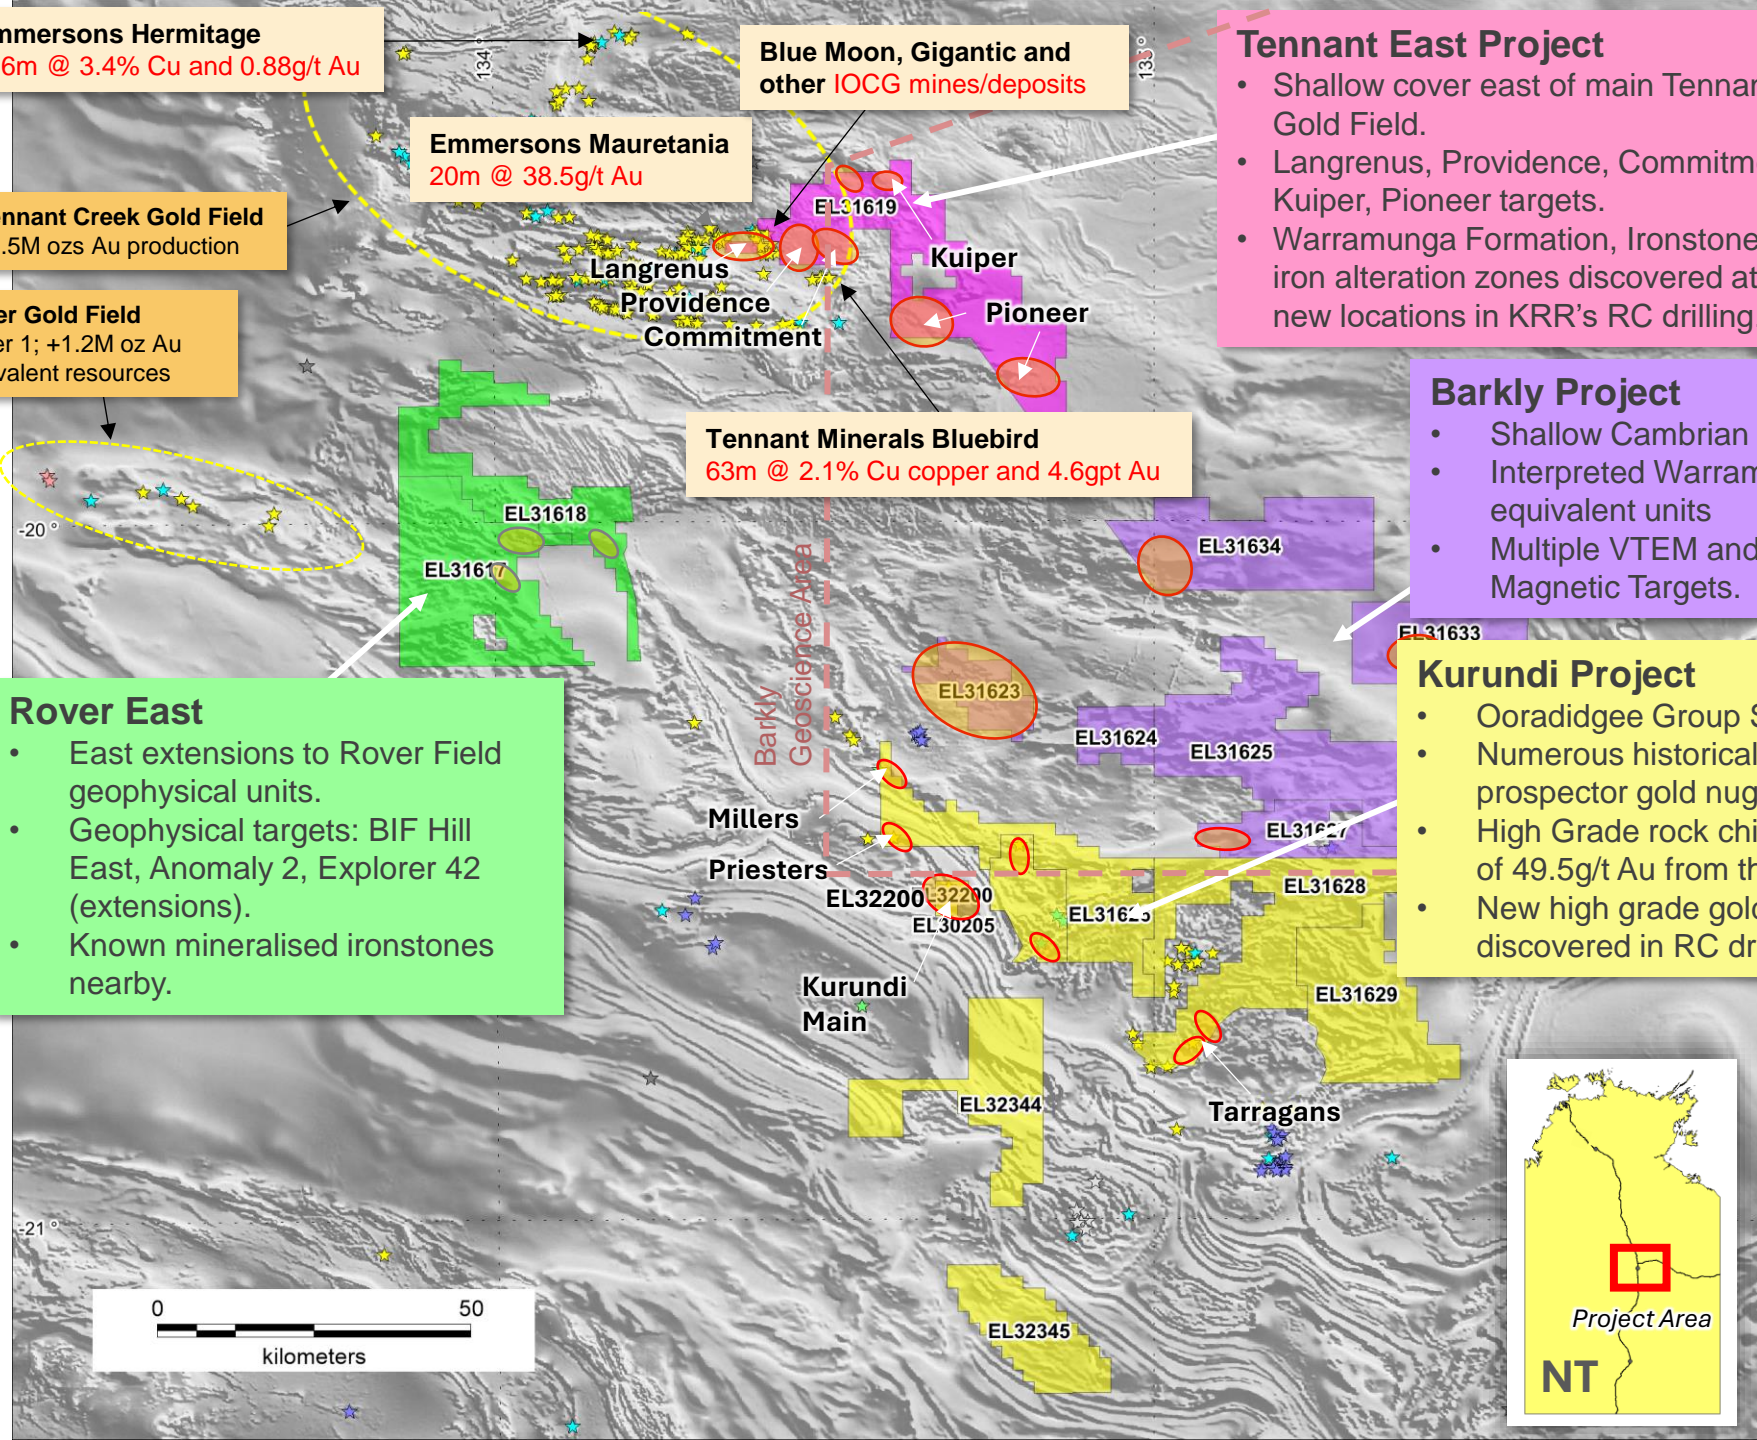 mmersons Hermitage
6m @ 3.4% Cu and 0.88g/t Au
134°
Blue Moon, Gigantic and
other IOCG mines/deposits
Emmersons Mauretania
20m @ 38.5g/t Au
nnant Creek Gold Field
.5M ozs Au production
er Gold Field
er 1; +1.2M oz Au
valent resources
Tennant East Project
• Shallow cover east of main Tennan
Gold Field.
• Langrenus, Providence, Commitm
Kuiper, Pioneer targets.
• Warramunga Formation, Ironstone
iron alteration zones discovered at
new locations in KRR's RC drilling
EL31619
Langrenus
Providence
Commitment
Kuiper
Pioneer
Tennant Minerals Bluebird
63m @ 2.1% Cu copper and 4.6gpt Au
Barkly Project
• Shallow Cambrian
• Interpreted Warram
equivalent units
• Multiple VTEM and
Magnetic Targets.
-20°
EL31618
EL31617
EL31634
EL31633
Barkly
Geoscience Area
EL31623
EL31624
EL31625
EL31627
Rover East
• East extensions to Rover Field
geophysical units.
• Geophysical targets: BIF Hill
East, Anomaly 2, Explorer 42
(extensions).
• Known mineralised ironstones
nearby.
Kurundi Project
• Ooradidgee Group S
• Numerous historical
prospector gold nug
• High Grade rock chi
of 49.5g/t Au from th
• New high grade gold
discovered in RC dr
Millers
Priesters
EL32200
EL32200
EL30205
EL31628
Kurundi
Main
EL31629
EL32344
Tarragans
-21°
EL32345
0 50
kilometers
Project Area
NT